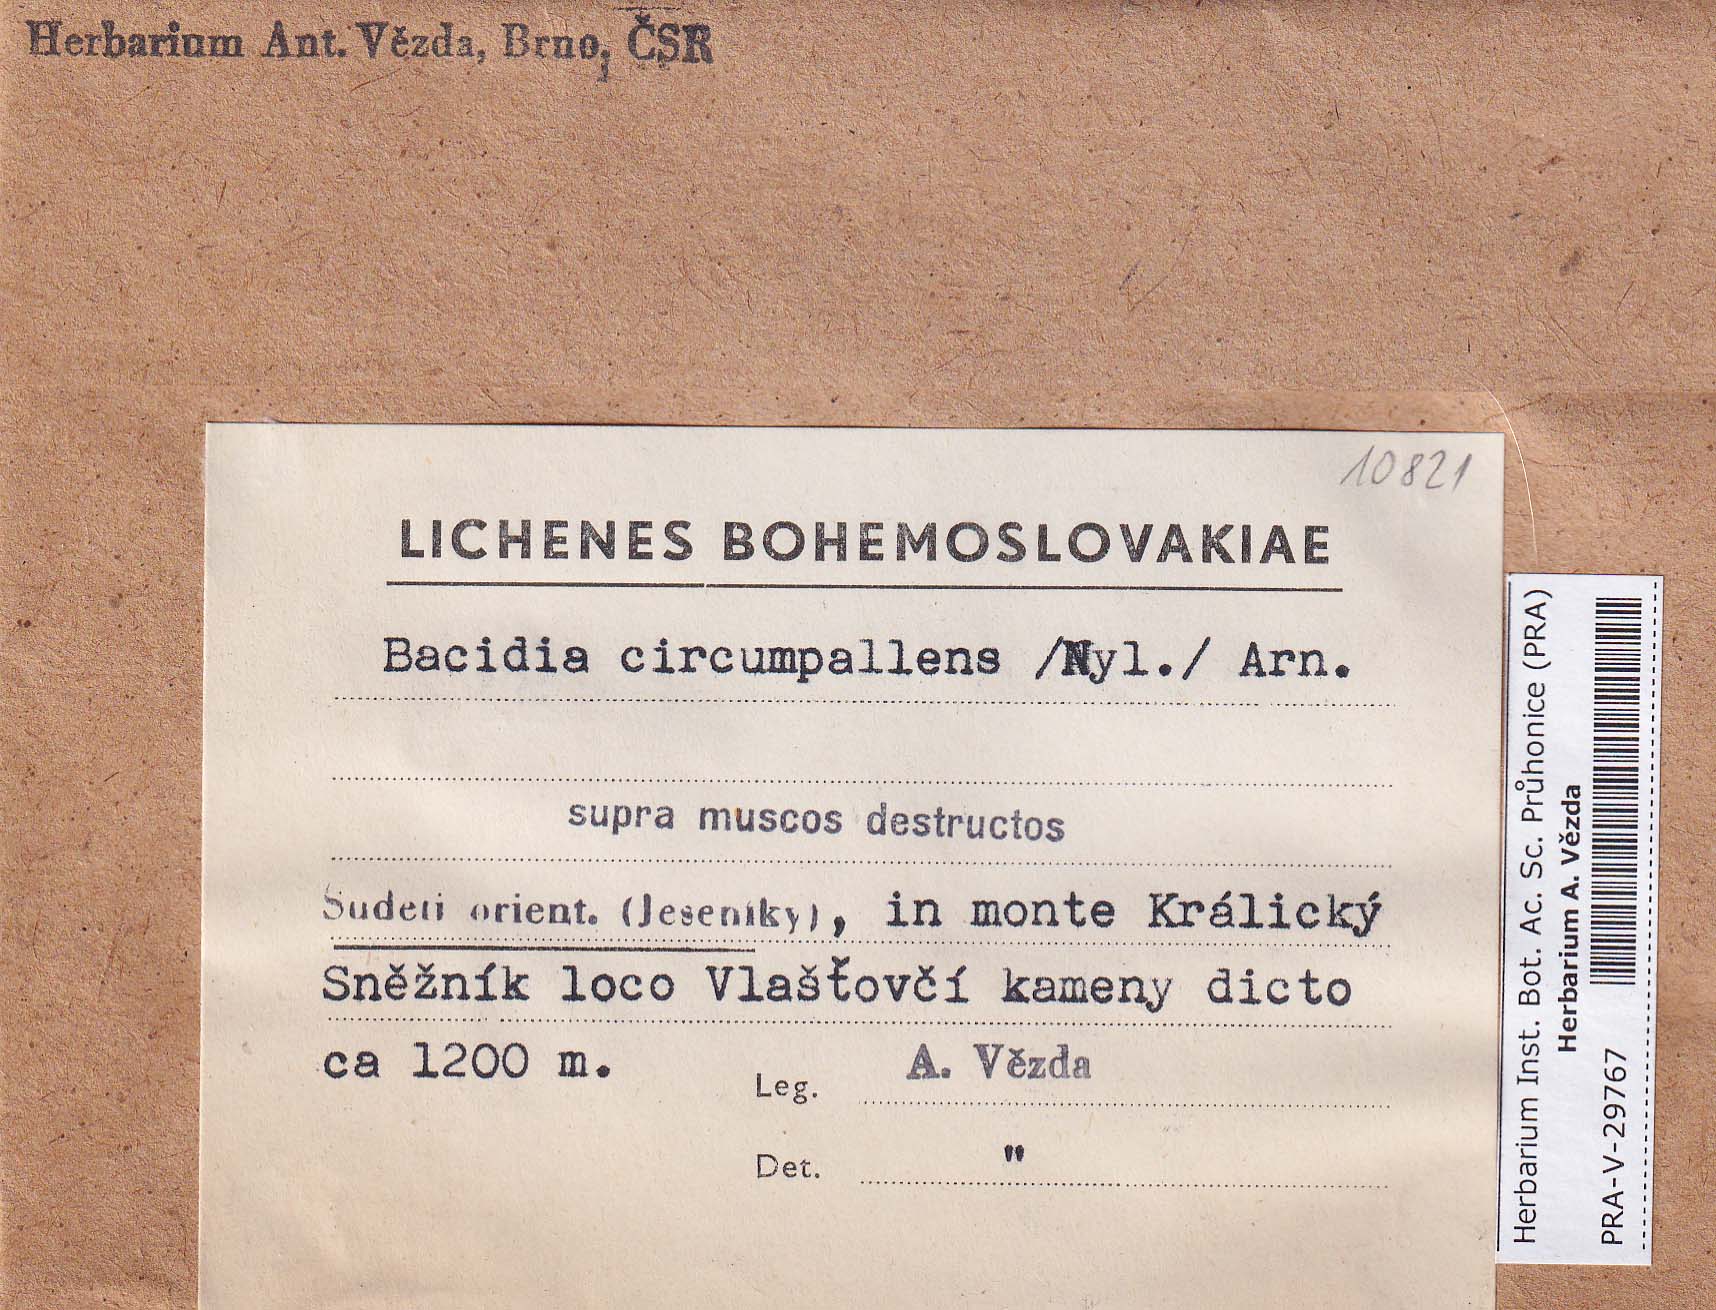 Herbarium Ant. Vězda, Brno, ČSR
10821
LICHENES BOHEMOSLOVAKIAE
Bacidia circumpallens /Nyl./ Arn.
supra muscos destructos
Sudeti orient. (Jeseníky), in monte Králický
Sněžník loco Vlašťovčí kameny dicto
ca 1200 m.
Leg. A. Vězda
Det. "
Herbarium Inst. Bot. Ac. Sc. Průhonice (PRA)
Herbarium A. Vězda
PRA-V-29767